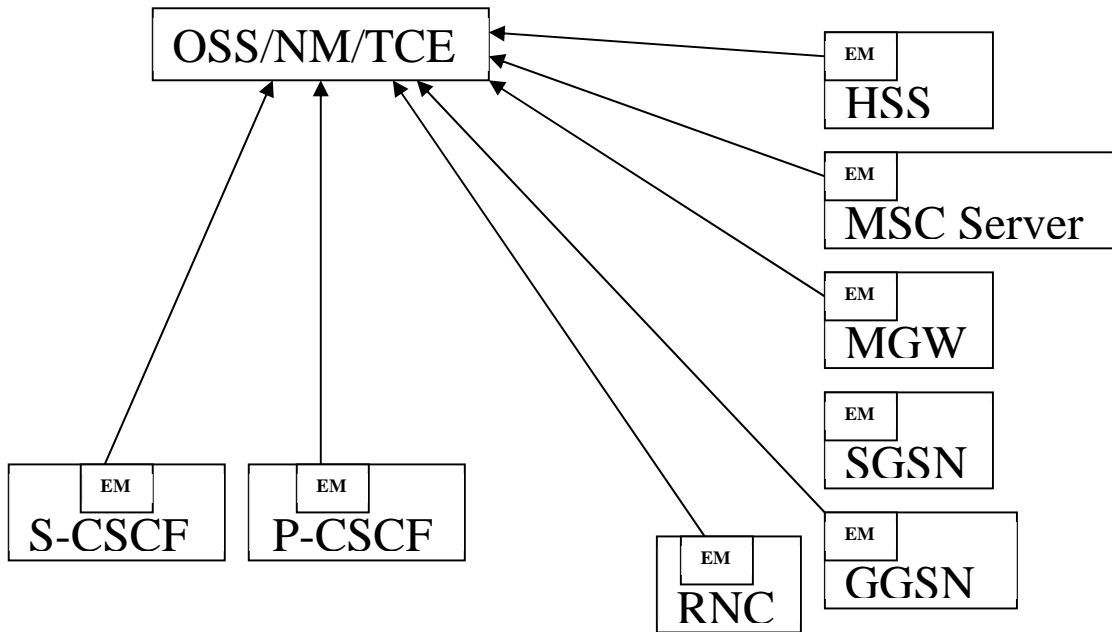 OSS/NM/TCE
EM
HSS
EM
MSC Server
EM
MGW
EM
SGSN
EM
S-CSCF
EM
P-CSCF
EM
RNC
EM
GGSN